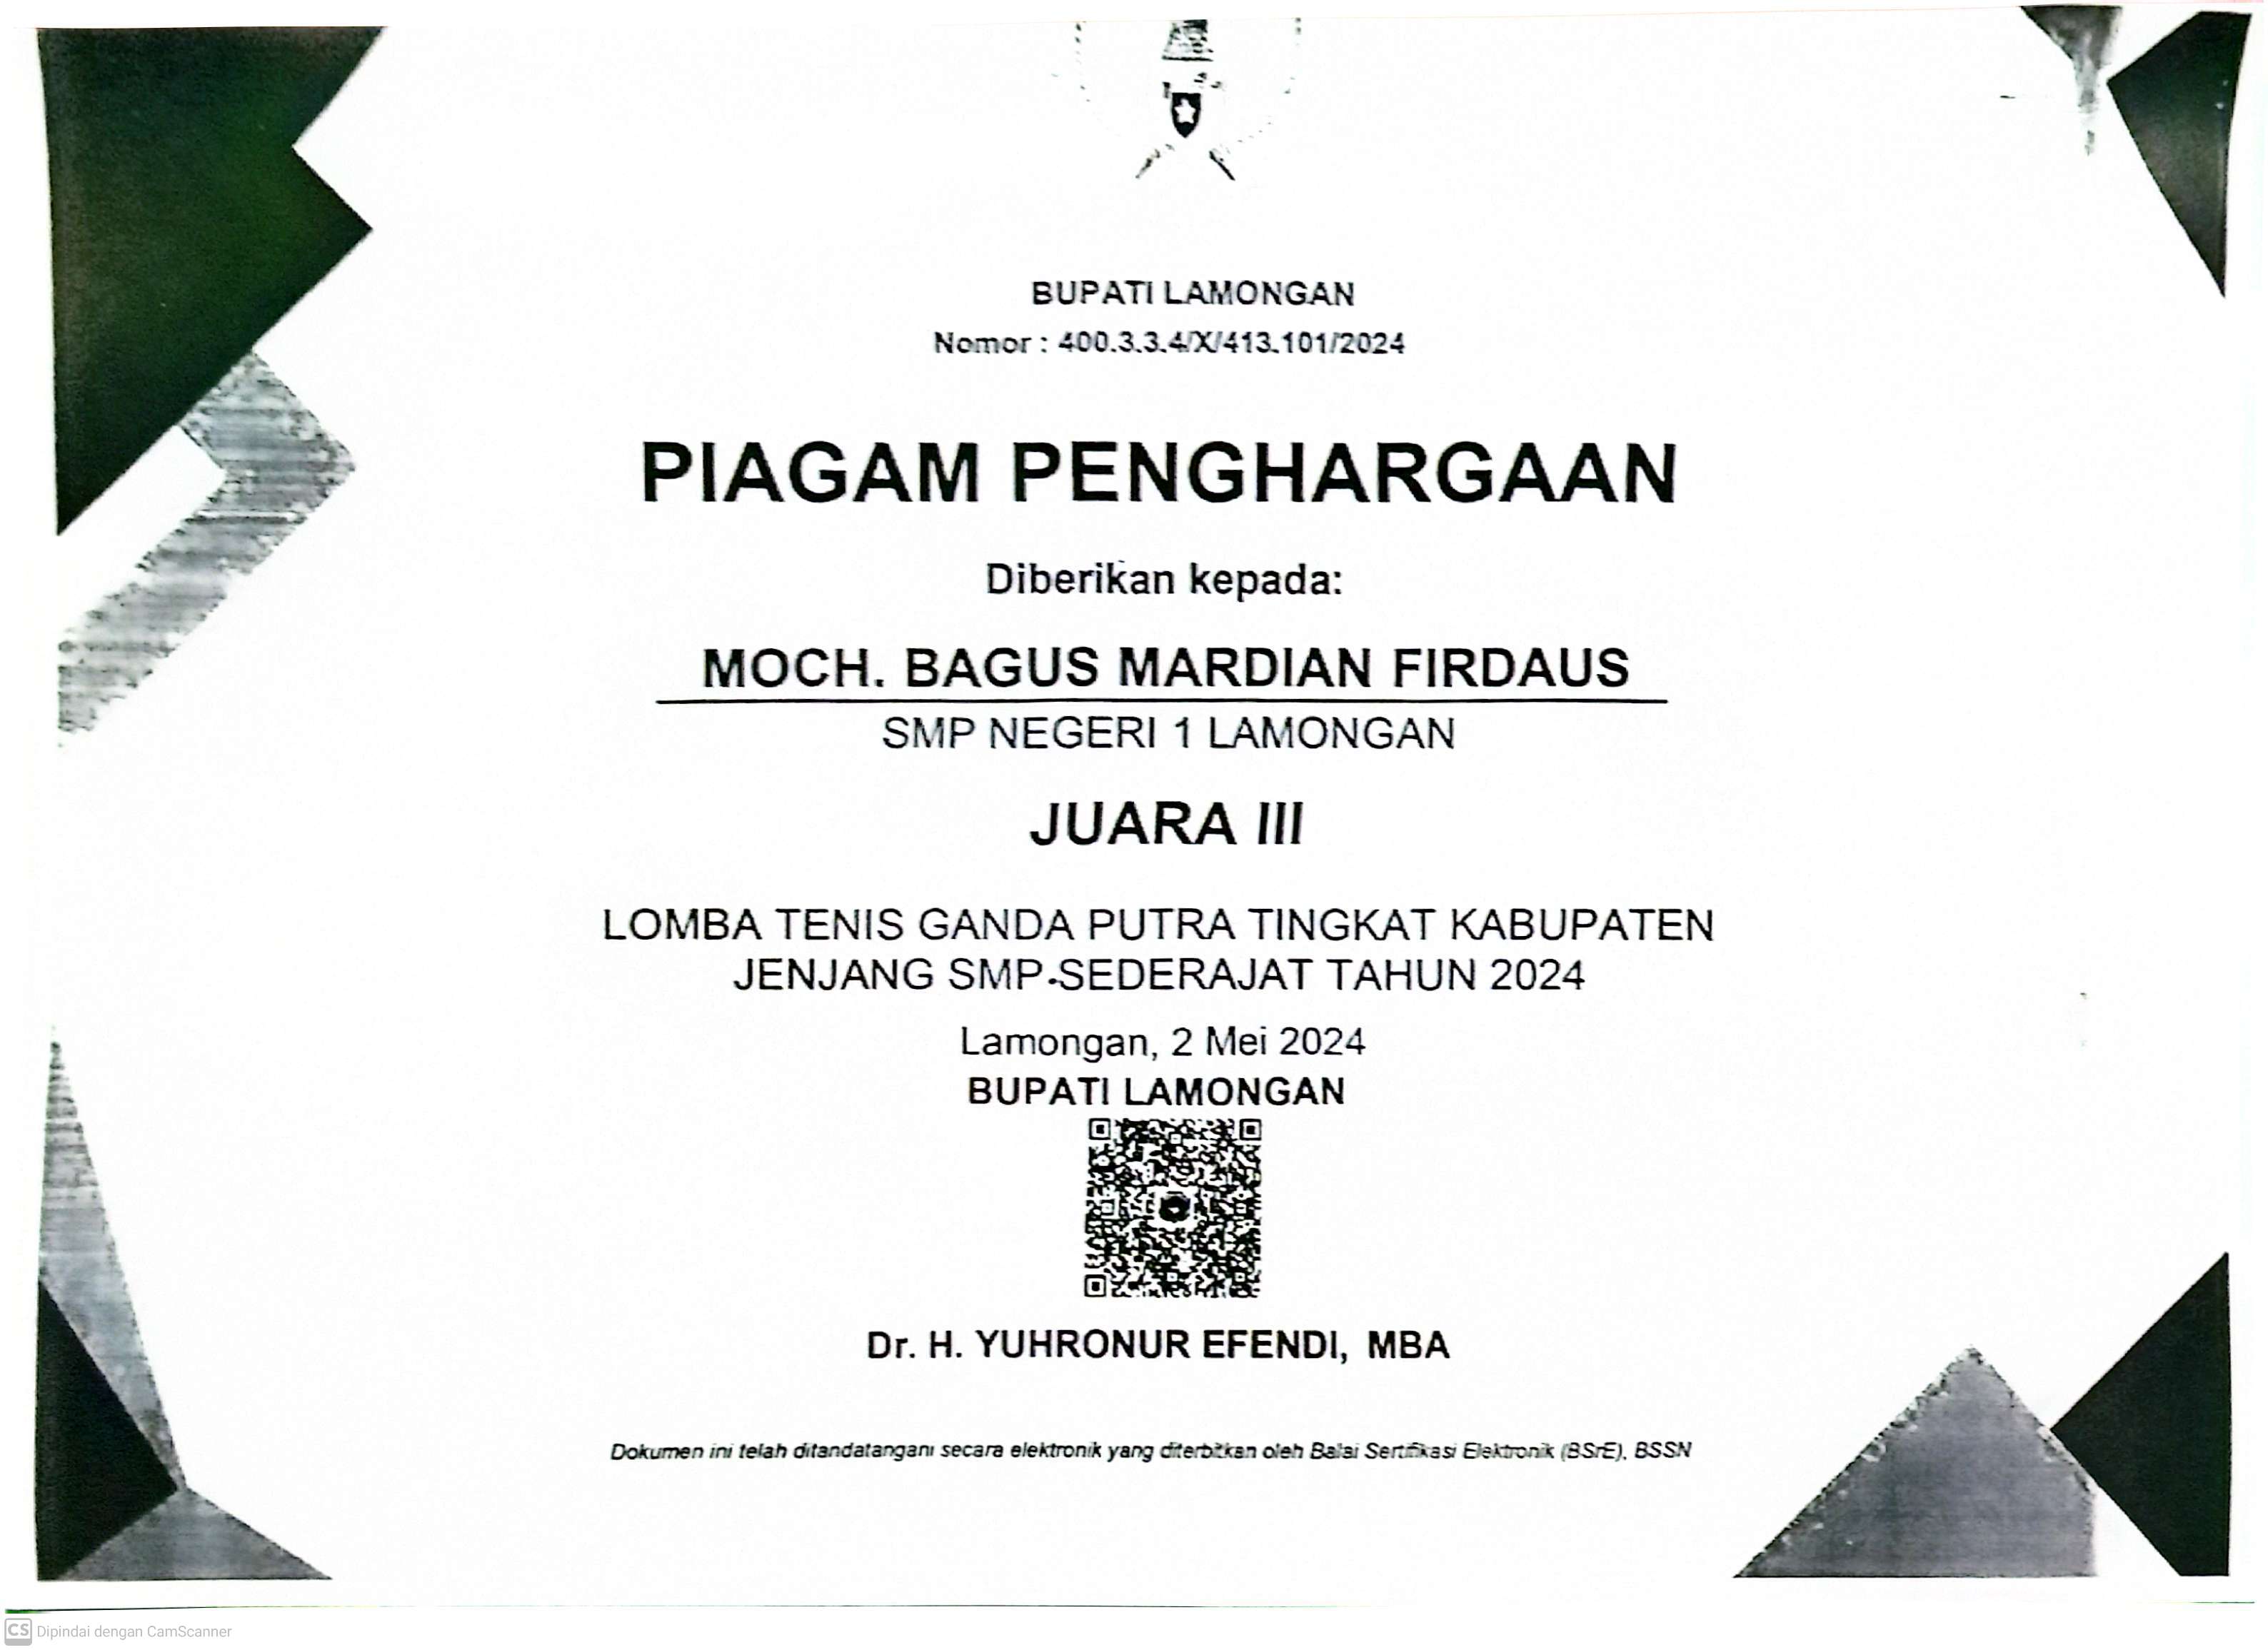 BUPATI LAMONGAN
Nomor : 400.3.3.4/X/413.101/2024
PIAGAM PENGHARGAAN
Diberikan kepada:
MOCH. BAGUS MARDIAN FIRDAUS
SMP NEGERI 1 LAMONGAN
JUARA III
LOMBA TENIS GANDA PUTRA TINGKAT KABUPATEN
JENJANG SMP-SEDERAJAT TAHUN 2024
Lamongan, 2 Mei 2024
BUPATI LAMONGAN
Dr. H. YUHRONUR EFENDI, MBA
Dokumen ini telah ditandatangani secara elektronik yang diterbitkan oleh Balai Sertifikasi Elektronik (BSrE), BSSN
CS Dipindai dengan CamScanner